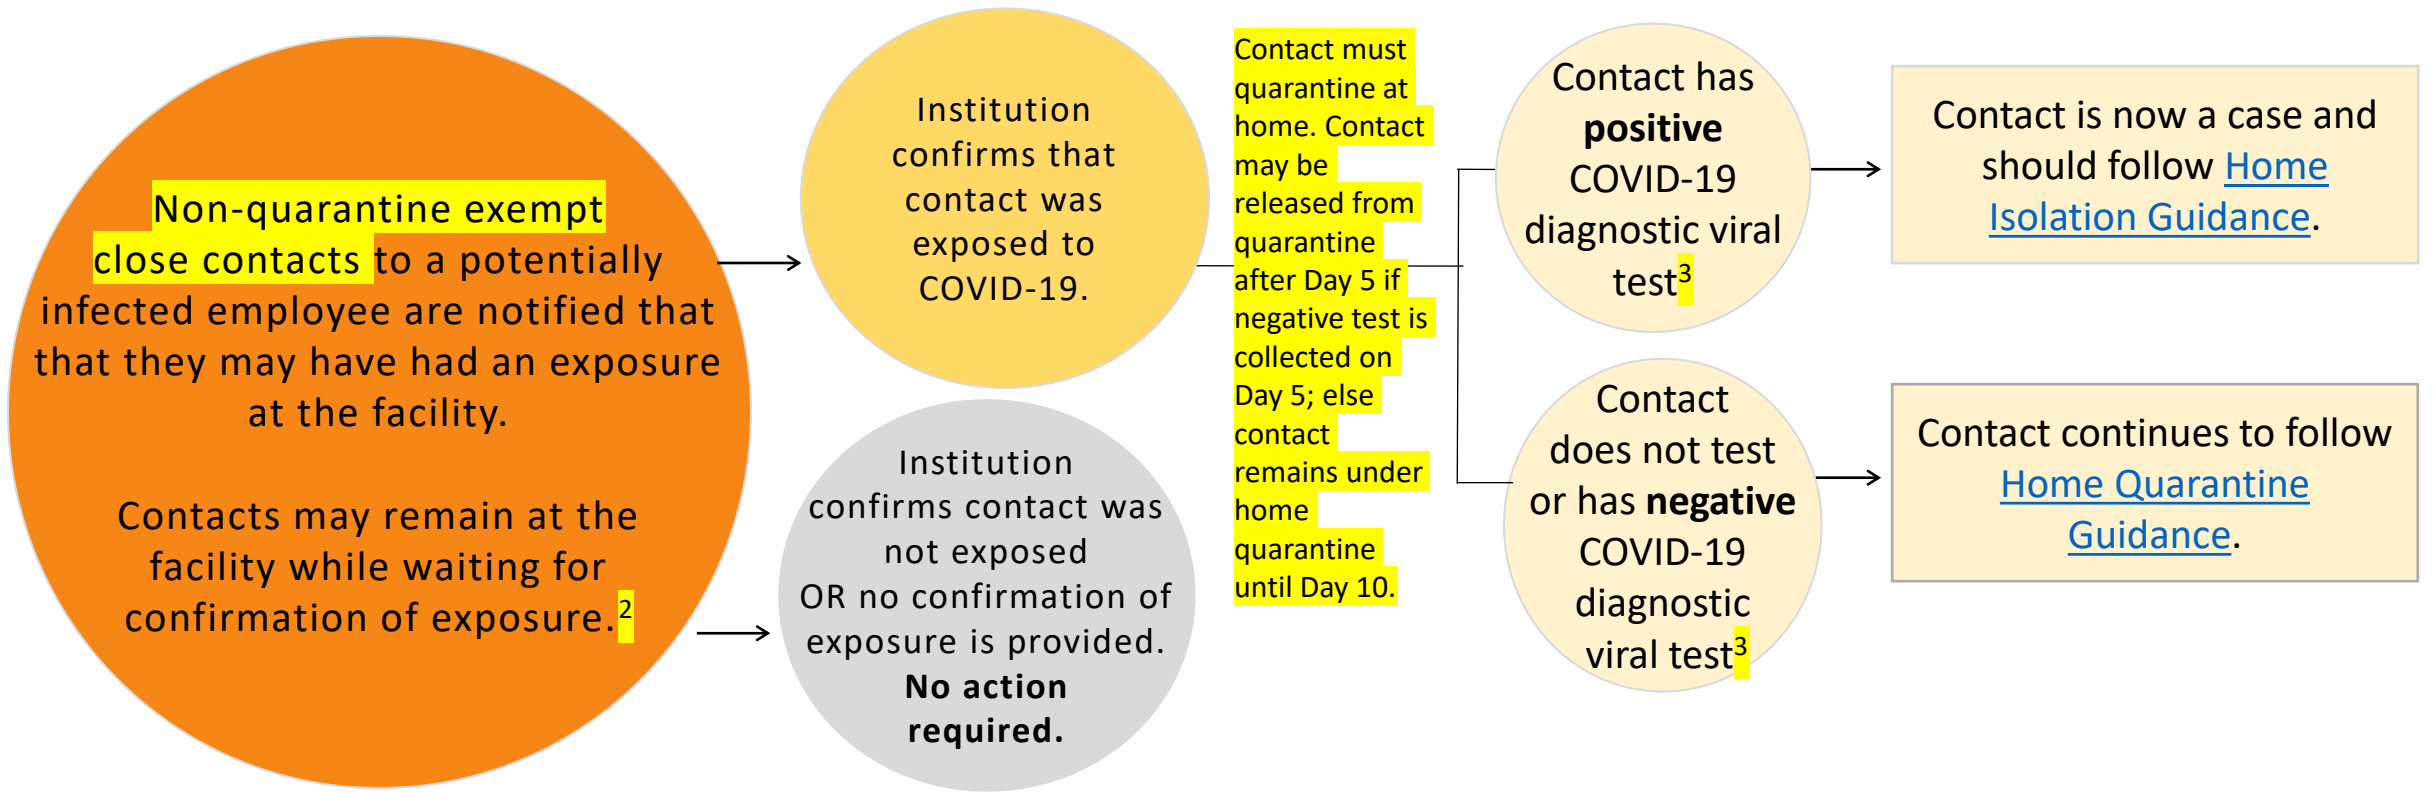 Non-quarantine exempt
close contacts to a potentially
infected employee are notified that
that they may have had an exposure
at the facility.
Contacts may remain at the
facility while waiting for
confirmation of exposure.2
Institution
confirms that
contact was
exposed to
COVID-19.
Institution
confirms contact was
not exposed
OR no confirmation of
exposure is provided.
No action
required.
Contact must
quarantine at
home. Contact
may be
released from
quarantine
after Day 5 if
negative test is
collected on
Day 5; else
contact
remains under
home
quarantine
until Day 10.
Contact has
positive
COVID-19
diagnostic viral
test3
Contact is now a case and
should follow Home
Isolation Guidance.
Contact
does not test
or has negative
COVID-19
diagnostic
viral test3
Contact continues to follow
Home Quarantine
Guidance.